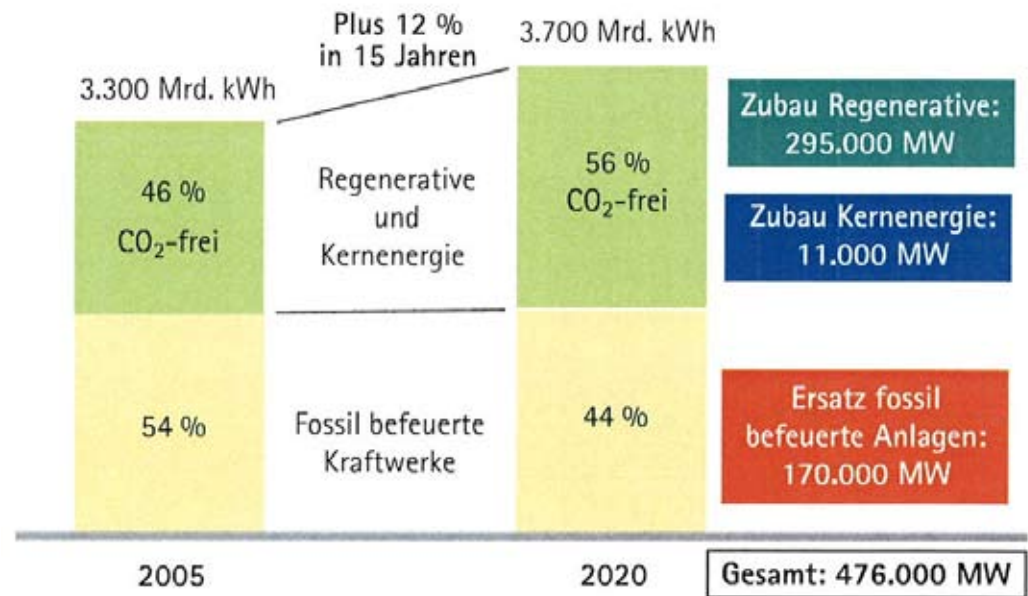 Plus 12 %
in 15 Jahren
3.300 Mrd. kWh
3.700 Mrd. kWh
46 %
CO₂-frei
Regenerative
und
Kernenergie
56 %
CO₂-frei
Zubau Regenerative:
295.000 MW
Zubau Kernenergie:
11.000 MW
54 %
Fossil befeuerte
Kraftwerke
44 %
Ersatz fossil
befeuerte Anlagen:
170.000 MW
2005
2020
Gesamt: 476.000 MW